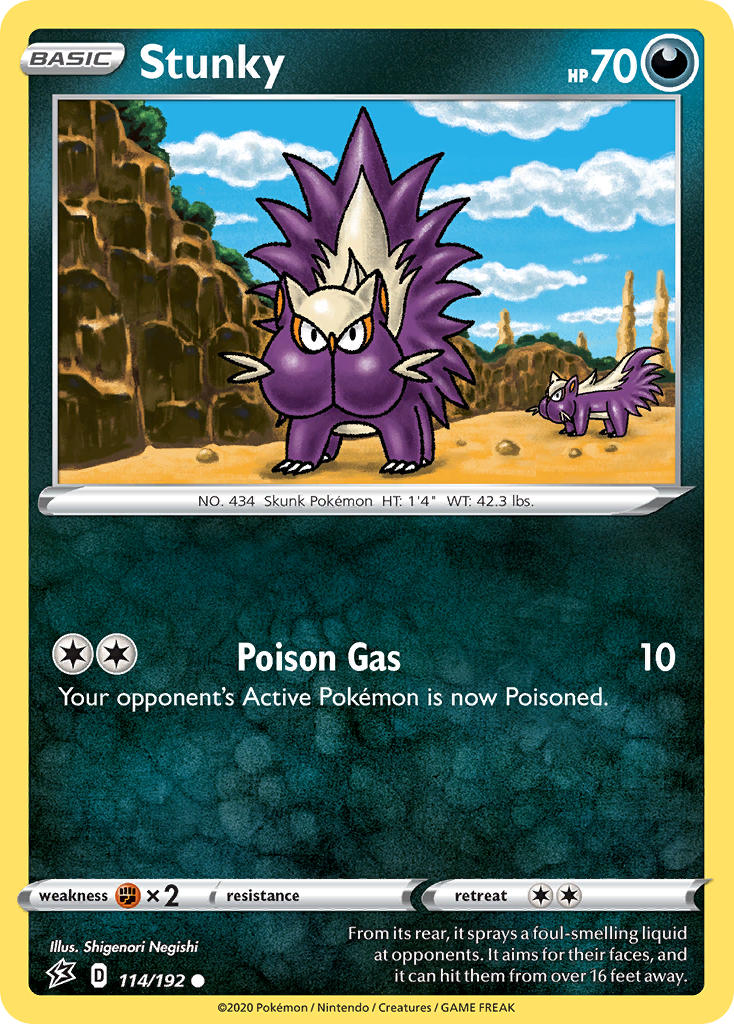 BASIC Stunky HP 70
NO. 434 Skunk Pokémon HT: 1'4" WT: 42.3 lbs.
Poison Gas 10
Your opponent's Active Pokémon is now Poisoned.
weakness ×2 resistance retreat
Illus. Shigenori Negishi
From its rear, it sprays a foul-smelling liquid
at opponents. It aims for their faces, and
it can hit them from over 16 feet away.
D 114/192
©2020 Pokémon / Nintendo / Creatures / GAME FREAK